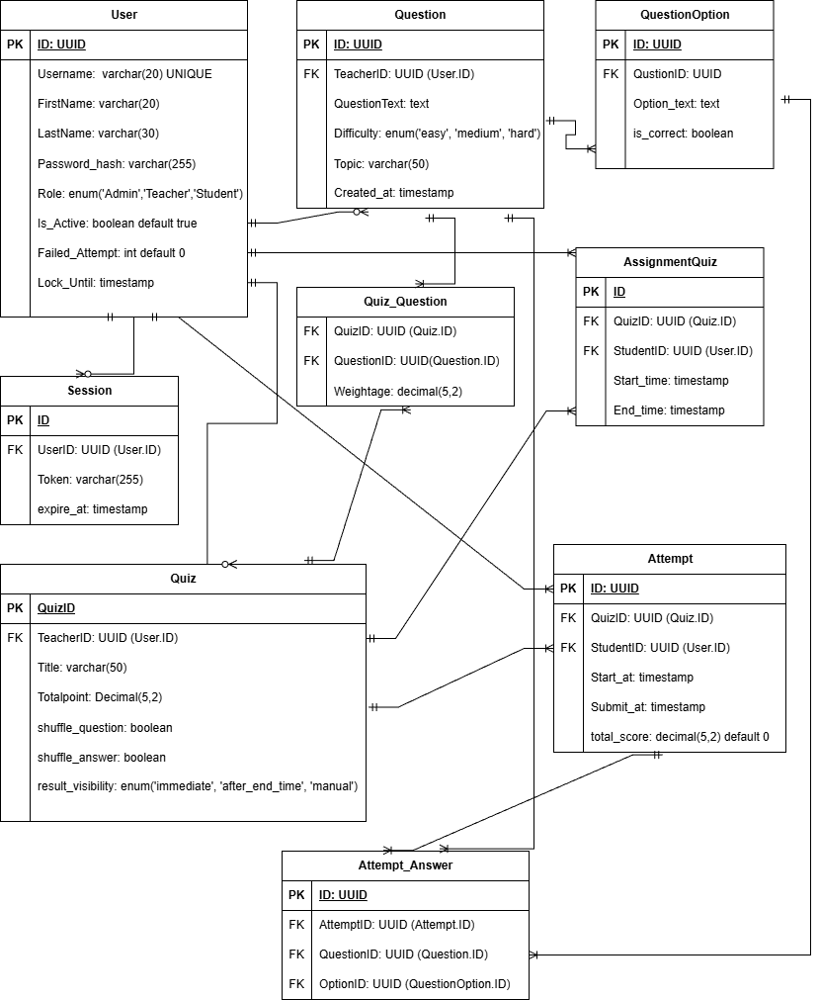 User
PK ID: UUID
Username: varchar(20) UNIQUE
FirstName: varchar(20)
LastName: varchar(30)
Password_hash: varchar(255)
Role: enum('Admin','Teacher','Student')
Is_Active: boolean default true
Failed_Attempt: int default 0
Lock_Until: timestamp
Question
PK ID: UUID
FK TeacherID: UUID (User.ID)
QuestionText: text
Difficulty: enum('easy', 'medium', 'hard')
Topic: varchar(50)
Created_at: timestamp
QuestionOption
PK ID: UUID
FK QustionID: UUID
Option_text: text
is_correct: boolean
AssignmentQuiz
PK ID
FK QuizID: UUID (Quiz.ID)
FK StudentID: UUID (User.ID)
Start_time: timestamp
End_time: timestamp
Quiz_Question
FK QuizID: UUID (Quiz.ID)
FK QuestionID: UUID(Question.ID)
Weightage: decimal(5,2)
Session
PK ID
FK UserID: UUID (User.ID)
Token: varchar(255)
expire_at: timestamp
Quiz
PK QuizID
FK TeacherID: UUID (User.ID)
Title: varchar(50)
Totalpoint: Decimal(5,2)
shuffle_question: boolean
shuffle_answer: boolean
result_visibility: enum('immediate', 'after_end_time', 'manual')
Attempt
PK ID: UUID
FK QuizID: UUID (Quiz.ID)
FK StudentID: UUID (User.ID)
Start_at: timestamp
Submit_at: timestamp
total_score: decimal(5,2) default 0
Attempt_Answer
PK ID: UUID
FK AttemptID: UUID (Attempt.ID)
FK QuestionID: UUID (Question.ID)
FK OptionID: UUID (QuestionOption.ID)